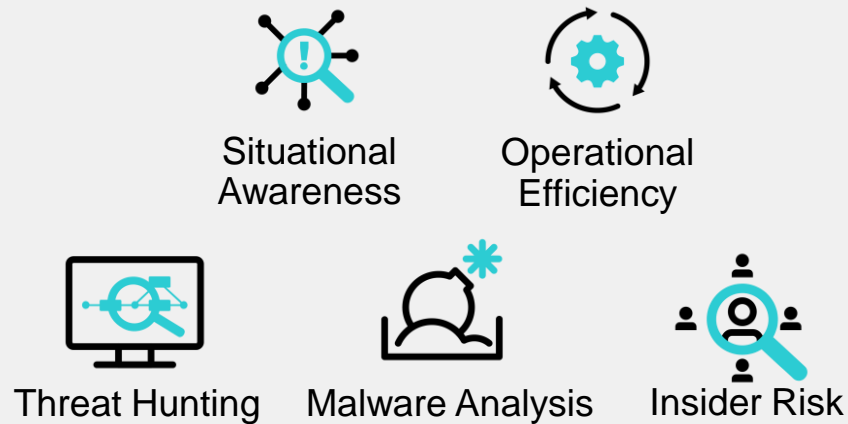 Situational
Awareness
Operational
Efficiency
Threat Hunting
Malware Analysis
Insider Risk